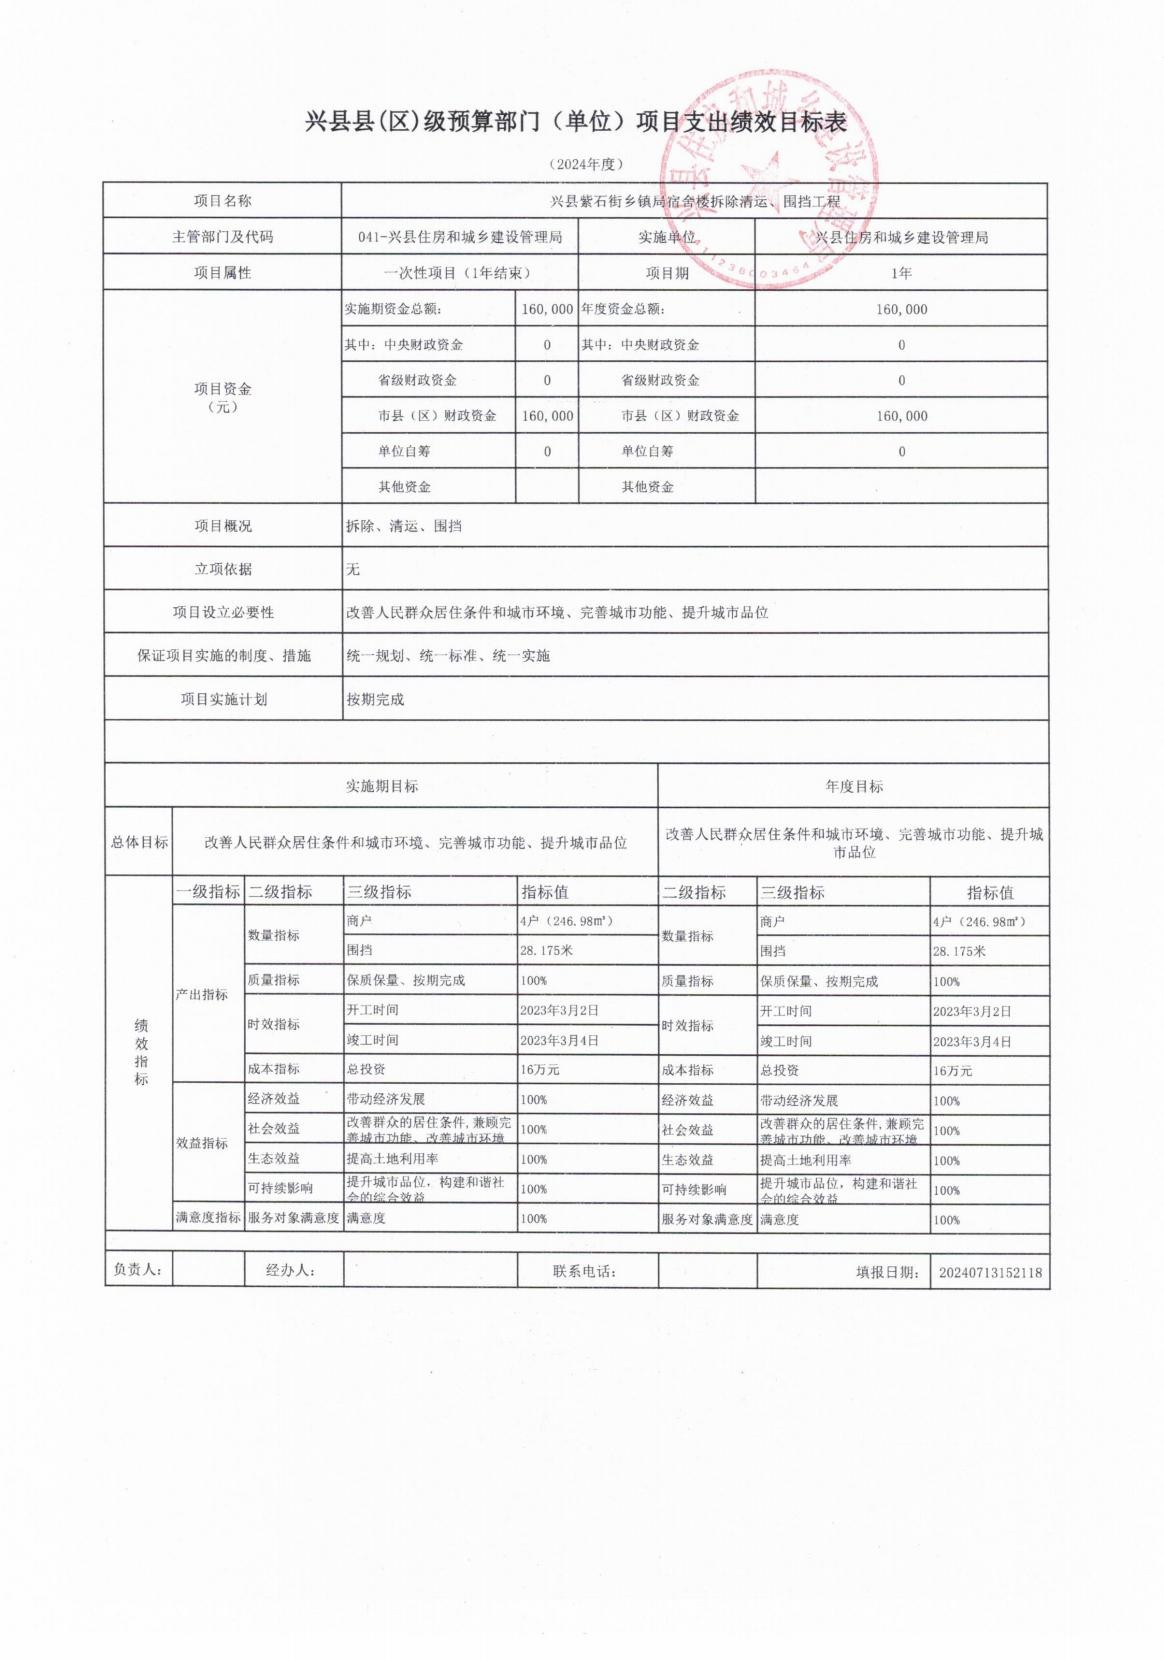 兴县县(区)级预算部门（单位）项目支出绩效目标表
（2024年度）
项目名称 兴县紫石街乡镇局宿舍楼拆除清运、围挡工程
主管部门及代码 041-兴县住房和城乡建设管理局 实施单位 兴县住房和城乡建设管理局
项目属性 一次性项目（1年结束） 项目期 1年
项目资金
（元）
实施期资金总额： 160,000 年度资金总额： 160,000
其中：中央财政资金 0 其中：中央财政资金 0
省级财政资金 0 省级财政资金 0
市县（区）财政资金 160,000 市县（区）财政资金 160,000
单位自筹 0 单位自筹 0
其他资金 其他资金
项目概况 拆除、清运、围挡
立项依据 无
项目设立必要性 改善人民群众居住条件和城市环境、完善城市功能、提升城市品位
保证项目实施的制度、措施 统一规划、统一标准、统一实施
项目实施计划 按期完成
实施期目标 年度目标
总体目标 改善人民群众居住条件和城市环境、完善城市功能、提升城市品位 改善人民群众居住条件和城市环境、完善城市功能、提升城
市品位
绩
效
指
标
一级指标 二级指标 三级指标 指标值 二级指标 三级指标 指标值
产出指标 数量指标 商户 4户（246.98㎡） 数量指标 商户 4户（246.98㎡）
围挡 28.175米 围挡 28.175米
质量指标 保质保量、按期完成 100% 质量指标 保质保量、按期完成 100%
时效指标 开工时间 2023年3月2日 时效指标 开工时间 2023年3月2日
竣工时间 2023年3月4日 竣工时间 2023年3月4日
成本指标 总投资 16万元 成本指标 总投资 16万元
效益指标 经济效益 带动经济发展 100% 经济效益 带动经济发展 100%
社会效益 改善群众的居住条件,兼顾完
善城市功能、改善城市环境 100% 社会效益 改善群众的居住条件,兼顾完
善城市功能、改善城市环境 100%
生态效益 提高土地利用率 100% 生态效益 提高土地利用率 100%
可持续影响 提升城市品位，构建和谐社
会的综合效益 100% 可持续影响 提升城市品位，构建和谐社
会的综合效益 100%
满意度指标 服务对象满意度 满意度 100% 服务对象满意度 满意度 100%
负责人： 经办人： 联系电话： 填报日期： 20240713152118
兴县住房和城乡建设管理局